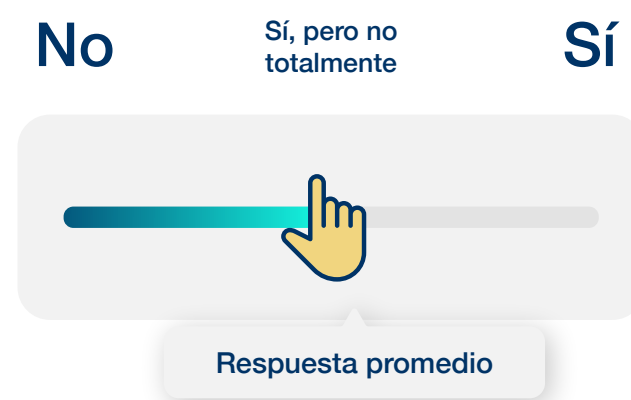 No
Sí, pero no
totalmente
Sí
Respuesta promedio